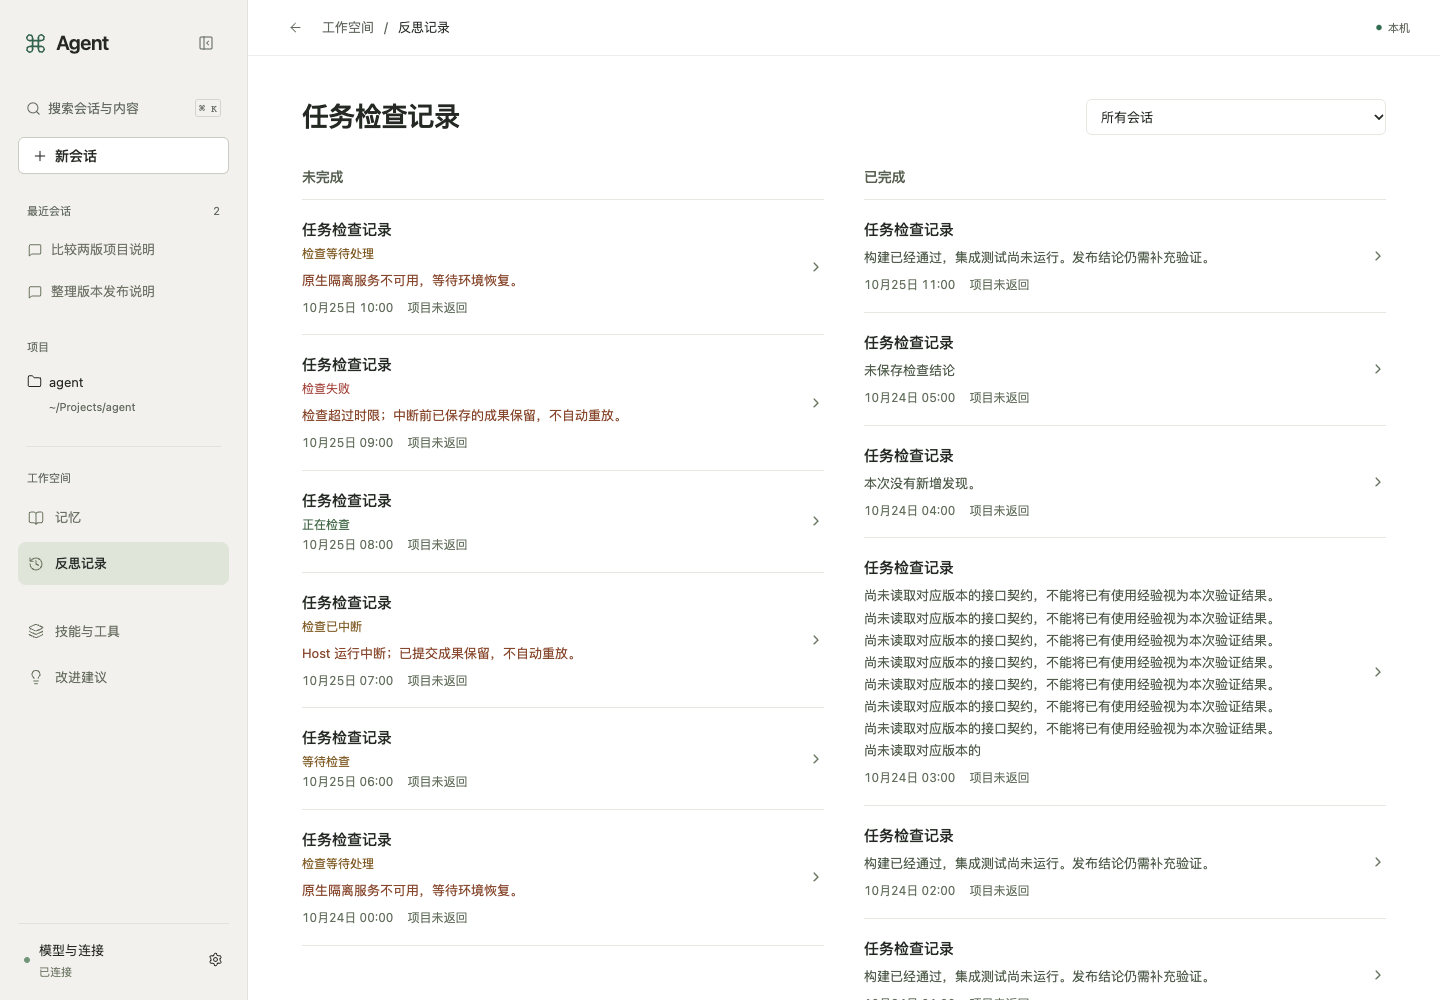 Agent
搜索会话与内容
⌘ K
新会话
最近会话
2
比较两版项目说明
整理版本发布说明
项目
agent
~/Projects/agent
工作空间
记忆
反思记录
技能与工具
改进建议
模型与连接
已连接
工作空间 / 反思记录
本机
任务检查记录
所有会话
未完成
任务检查记录
检查等待处理
原生隔离服务不可用，等待环境恢复。
10月25日 10:00 项目未返回
任务检查记录
检查失败
检查超过时限；中断前已保存的成果保留，不自动重放。
10月25日 09:00 项目未返回
任务检查记录
正在检查
10月25日 08:00 项目未返回
任务检查记录
检查已中断
Host 运行中断；已提交成果保留，不自动重放。
10月25日 07:00 项目未返回
任务检查记录
等待检查
10月25日 06:00 项目未返回
任务检查记录
检查等待处理
原生隔离服务不可用，等待环境恢复。
10月24日 00:00 项目未返回
已完成
任务检查记录
构建已经通过，集成测试尚未运行。发布结论仍需补充验证。
10月25日 11:00 项目未返回
任务检查记录
未保存检查结论
10月24日 05:00 项目未返回
任务检查记录
本次没有新增发现。
10月24日 04:00 项目未返回
任务检查记录
尚未读取对应版本的接口契约，不能将已有使用经验视为本次验证结果。
尚未读取对应版本的接口契约，不能将已有使用经验视为本次验证结果。
尚未读取对应版本的接口契约，不能将已有使用经验视为本次验证结果。
尚未读取对应版本的接口契约，不能将已有使用经验视为本次验证结果。
尚未读取对应版本的接口契约，不能将已有使用经验视为本次验证结果。
尚未读取对应版本的接口契约，不能将已有使用经验视为本次验证结果。
尚未读取对应版本的接口契约，不能将已有使用经验视为本次验证结果。
尚未读取对应版本的
10月24日 03:00 项目未返回
任务检查记录
构建已经通过，集成测试尚未运行。发布结论仍需补充验证。
10月24日 02:00 项目未返回
任务检查记录
构建已经通过，集成测试尚未运行。发布结论仍需补充验证。